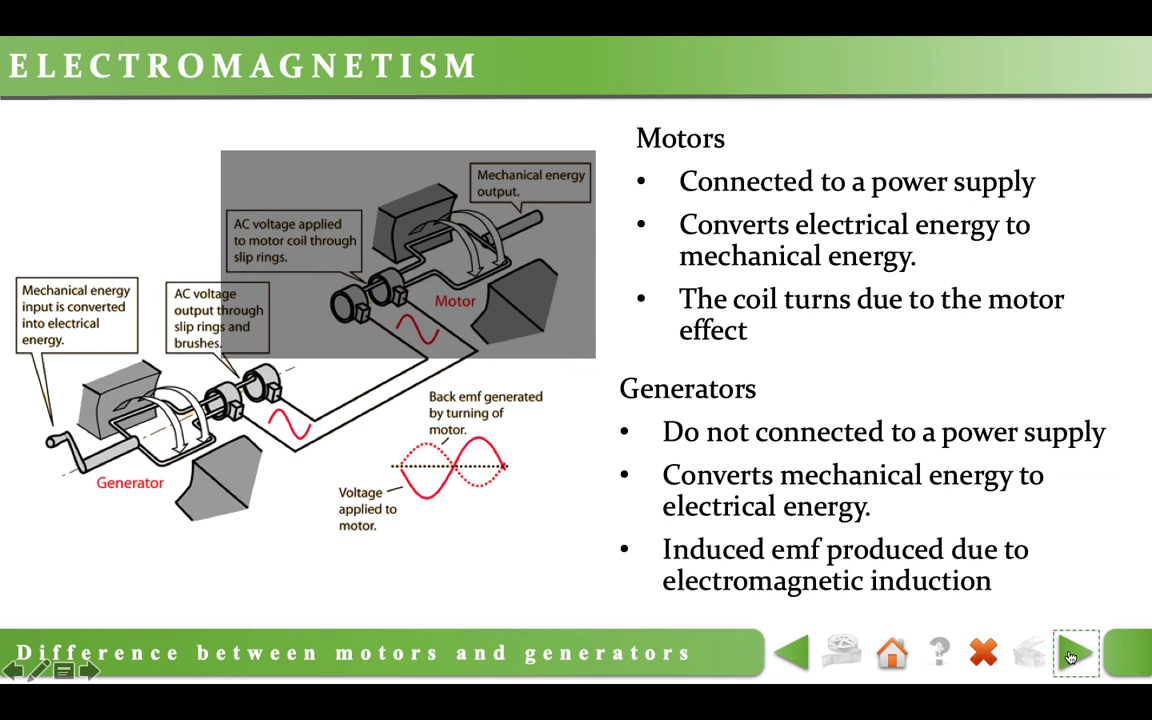 ELECTROMAGNETISM
Mechanical energy
output.
AC voltage applied
to motor coil through
slip rings.
Motor
Mechanical energy
input is converted
into electrical
energy.
AC voltage
output through
slip rings and
brushes.
Generator
Back emf generated
by turning of
motor.
Voltage
applied to
motor.
Motors
• Connected to a power supply
• Converts electrical energy to
mechanical energy.
• The coil turns due to the motor
effect
Generators
• Do not connected to a power supply
• Converts mechanical energy to
electrical energy.
• Induced emf produced due to
electromagnetic induction
Difference between motors and generators